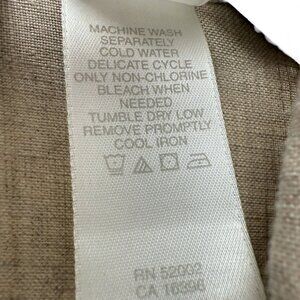 MACHINE WASH
SEPARATELY
COLD WATER
DELICATE CYCLE
ONLY NON-CHLORINE
BLEACH WHEN
NEEDED
TUMBLE DRY LOW
REMOVE PROMPTLY
COOL IRON
RN 52002
CA 16396